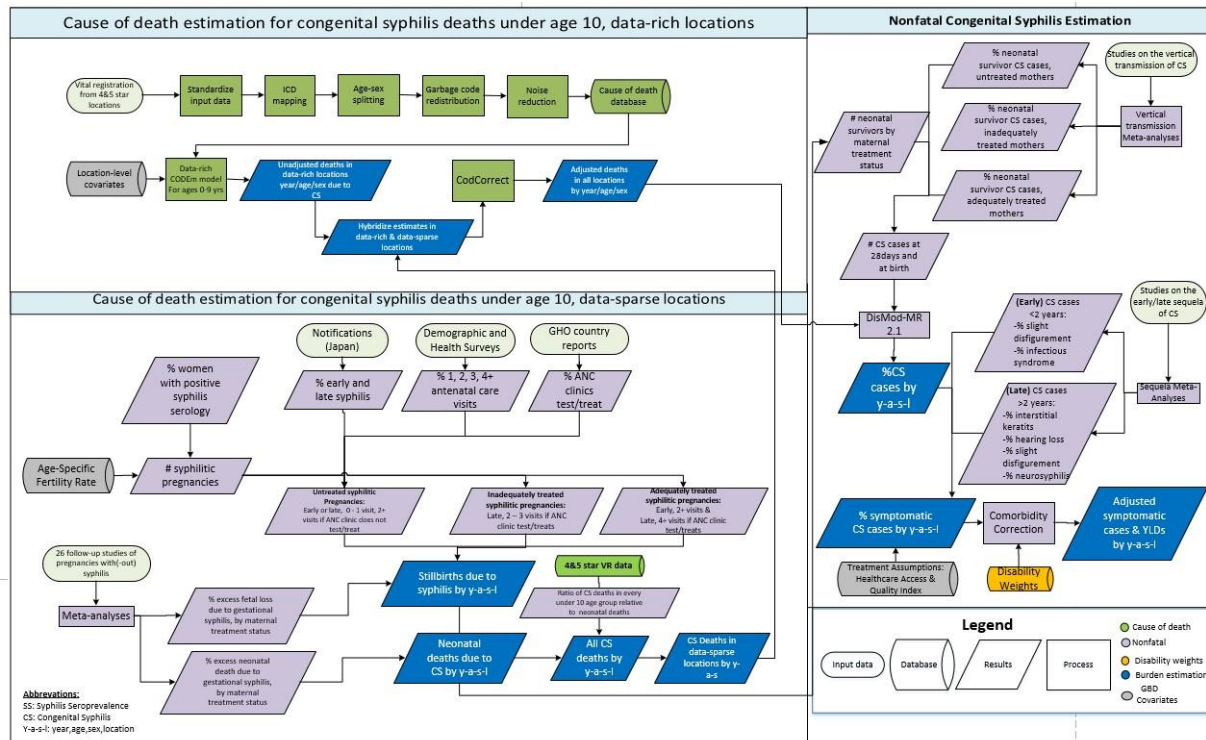 Cause of death estimation for congenital syphilis deaths under age 10, data-rich locations
Vital registration
from 4&5 star
locations
Standardize
input data
ICD
mapping
Age-sex
splitting
Garbage code
redistribution
Noise
reduction
Cause of death
database
Location-level
covariates
Data-rich
CODEm model
For ages 0-9 yrs
Unadjusted deaths in
data-rich locations
year/age/sex due to
CS
CodCorrect
Adjusted deaths
in all locations
by year/age/sex
Hybridize estimates in
data-rich & data-sparse
locations
Cause of death estimation for congenital syphilis deaths under age 10, data-sparse locations
Notifications
(Japan)
Demographic and
Health Surveys
GHO country
reports
% women
with positive
syphilis
serology
% early and
late syphilis
% 1, 2, 3, 4+
antenatal care
visits
% ANC
clinics
test/treat
Age-Specific
Fertility Rate
# syphilitic
pregnancies
Untreated syphilitic
Pregnancies:
Early or late, 0 - 1 visit, 2+
visits if ANC clinic does not
test/treat
Inadequately treated
syphilitic pregnancies:
Late, 2 – 3 visits if ANC
clinic test/treats
Adequately treated
syphilitic pregnancies:
Early, 2+ visits &
Late, 4+ visits if ANC
clinic test/treats
26 follow-up studies of
pregnancies with(-out)
syphilis
Meta-analyses
% excess fetal loss
due to gestational
syphilis, by maternal
treatment status
% excess neonatal
death due to
gestational syphilis,
by maternal
treatment status
Stillbirths due to
syphilis by y-a-s-l
4&5 star VR data
Ratio of CS deaths in every
under 10 age group relative
to neonatal deaths
Neonatal
deaths due to
CS by y-a-s-l
All CS
deaths by
y-a-s-l
CS Deaths in
data-sparse
locations by y-
a-s
Abbrevations:
SS: Syphilis Seroprevalence
CS: Congenital Syphilis
Y-a-s-l: year,age,sex,location
Nonfatal Congenital Syphilis Estimation
% neonatal
survivor CS cases,
untreated mothers
Studies on the
vertical
transmission of CS
# neonatal
survivors by
maternal
treatment
status
% neonatal
survivor CS cases,
inadequately
treated mothers
Vertical
transmission
Meta-analyses
% neonatal
survivor CS cases,
adequately treated
mothers
# CS cases at
28days and
at birth
DisMod-MR
2.1
(Early) CS cases
<2 years:
-% slight
disfigurement
-% infectious
syndrome
Studies on the
early/late sequela
of CS
%CS
cases by
y-a-s-l
Sequela Meta-
Analyses
(Late) CS cases
>2 years:
-% interstitial
keratits
-% hearing loss
-% slight
disfigurement
-% neurosyphilis
% symptomatic
CS cases by y-a-s-l
Comorbidity
Correction
Adjusted
symptomatic
cases & YLDs
by y-a-s-l
Treatment Assumptions:
Healthcare Access &
Quality Index
Disability
Weights
Legend
Input data
Database
Results
Process
Cause of death
Nonfatal
Disability weights
Burden estimation
GBD
Covariates